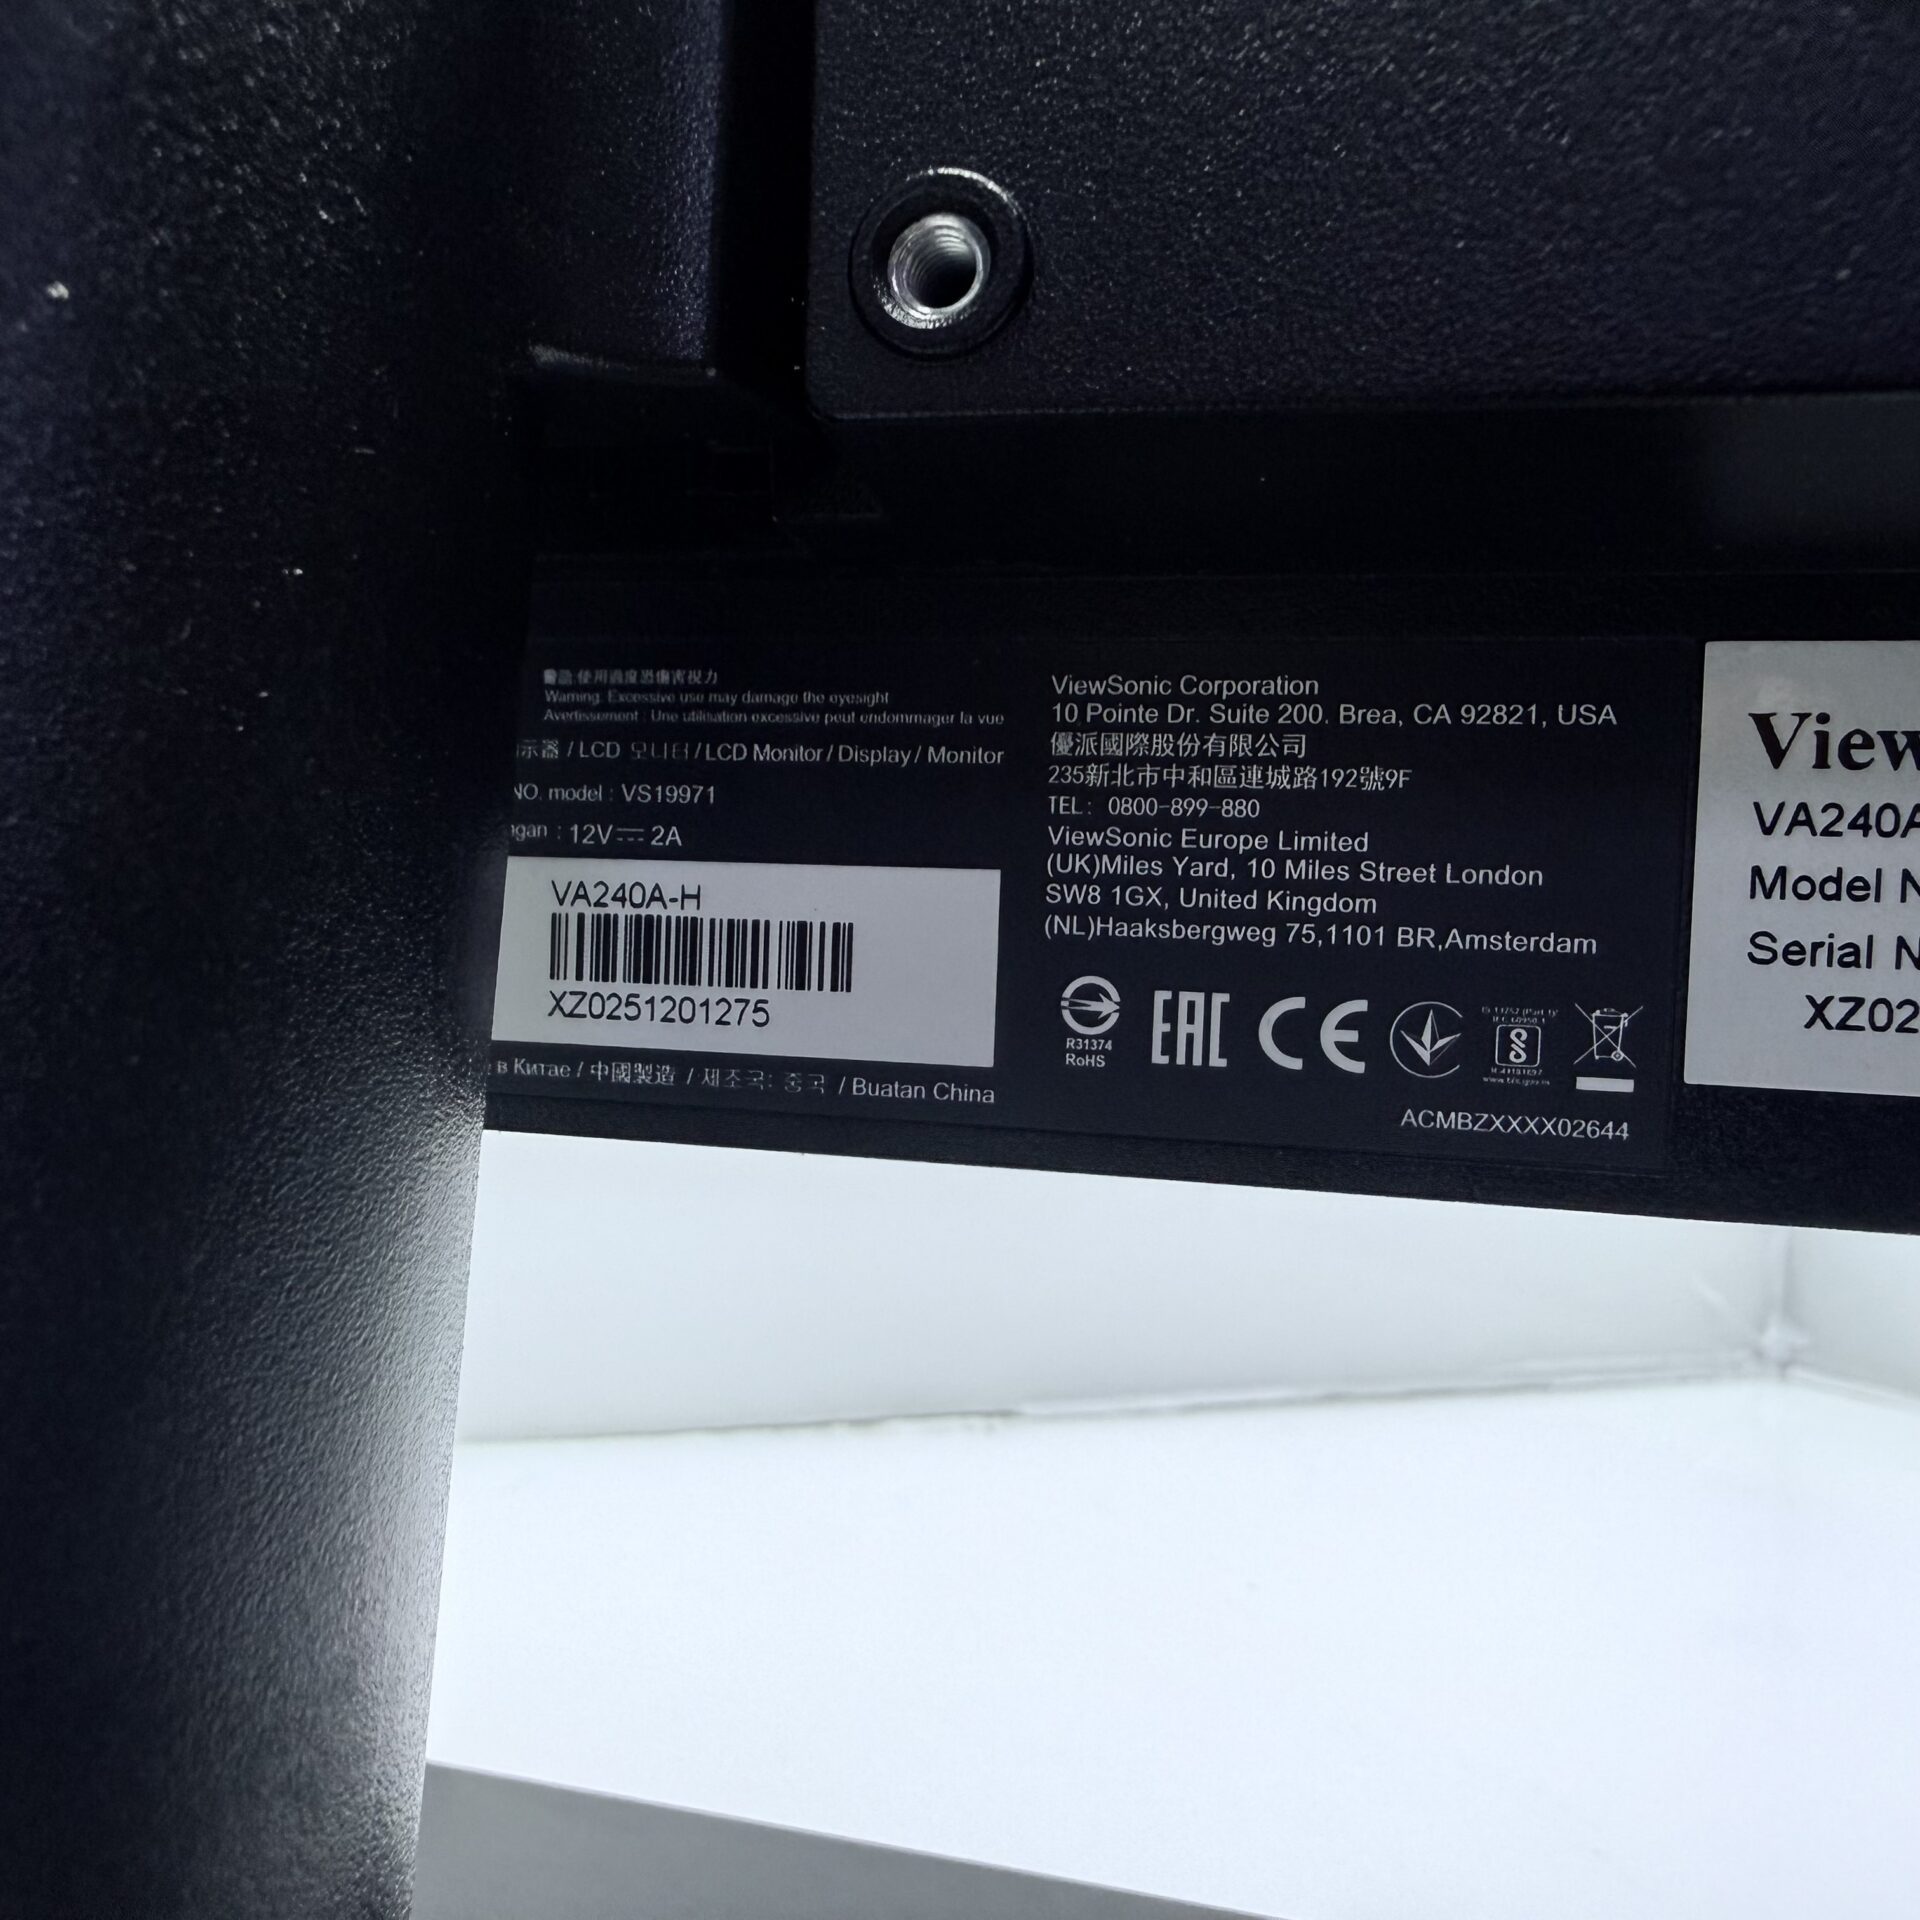 使用過度恐傷害視力
Warning: Excessive use may damage the eyesight
Avertissement : Une utilisation excessive peut endommager la vue
示器 / LCD 모니터 / LCD Monitor / Display / Monitor
NO. model : VS19971
ngan : 12V 2A
VA240A-H
XZ0251201275
в Китае / 中國製造 / 제조국: 중국 / Buatan China
ViewSonic Corporation
10 Pointe Dr. Suite 200. Brea, CA 92821, USA
優派國際股份有限公司
235新北市中和區連城路192號9F
TEL: 0800-899-880
ViewSonic Europe Limited
(UK)Miles Yard, 10 Miles Street London
SW8 1GX, United Kingdom
(NL)Haaksbergweg 75,1101 BR,Amsterdam
R31374
RoHS
EAC
CE
ACMBZXXXX02644
View
VA240A
Model N
Serial N
XZ02